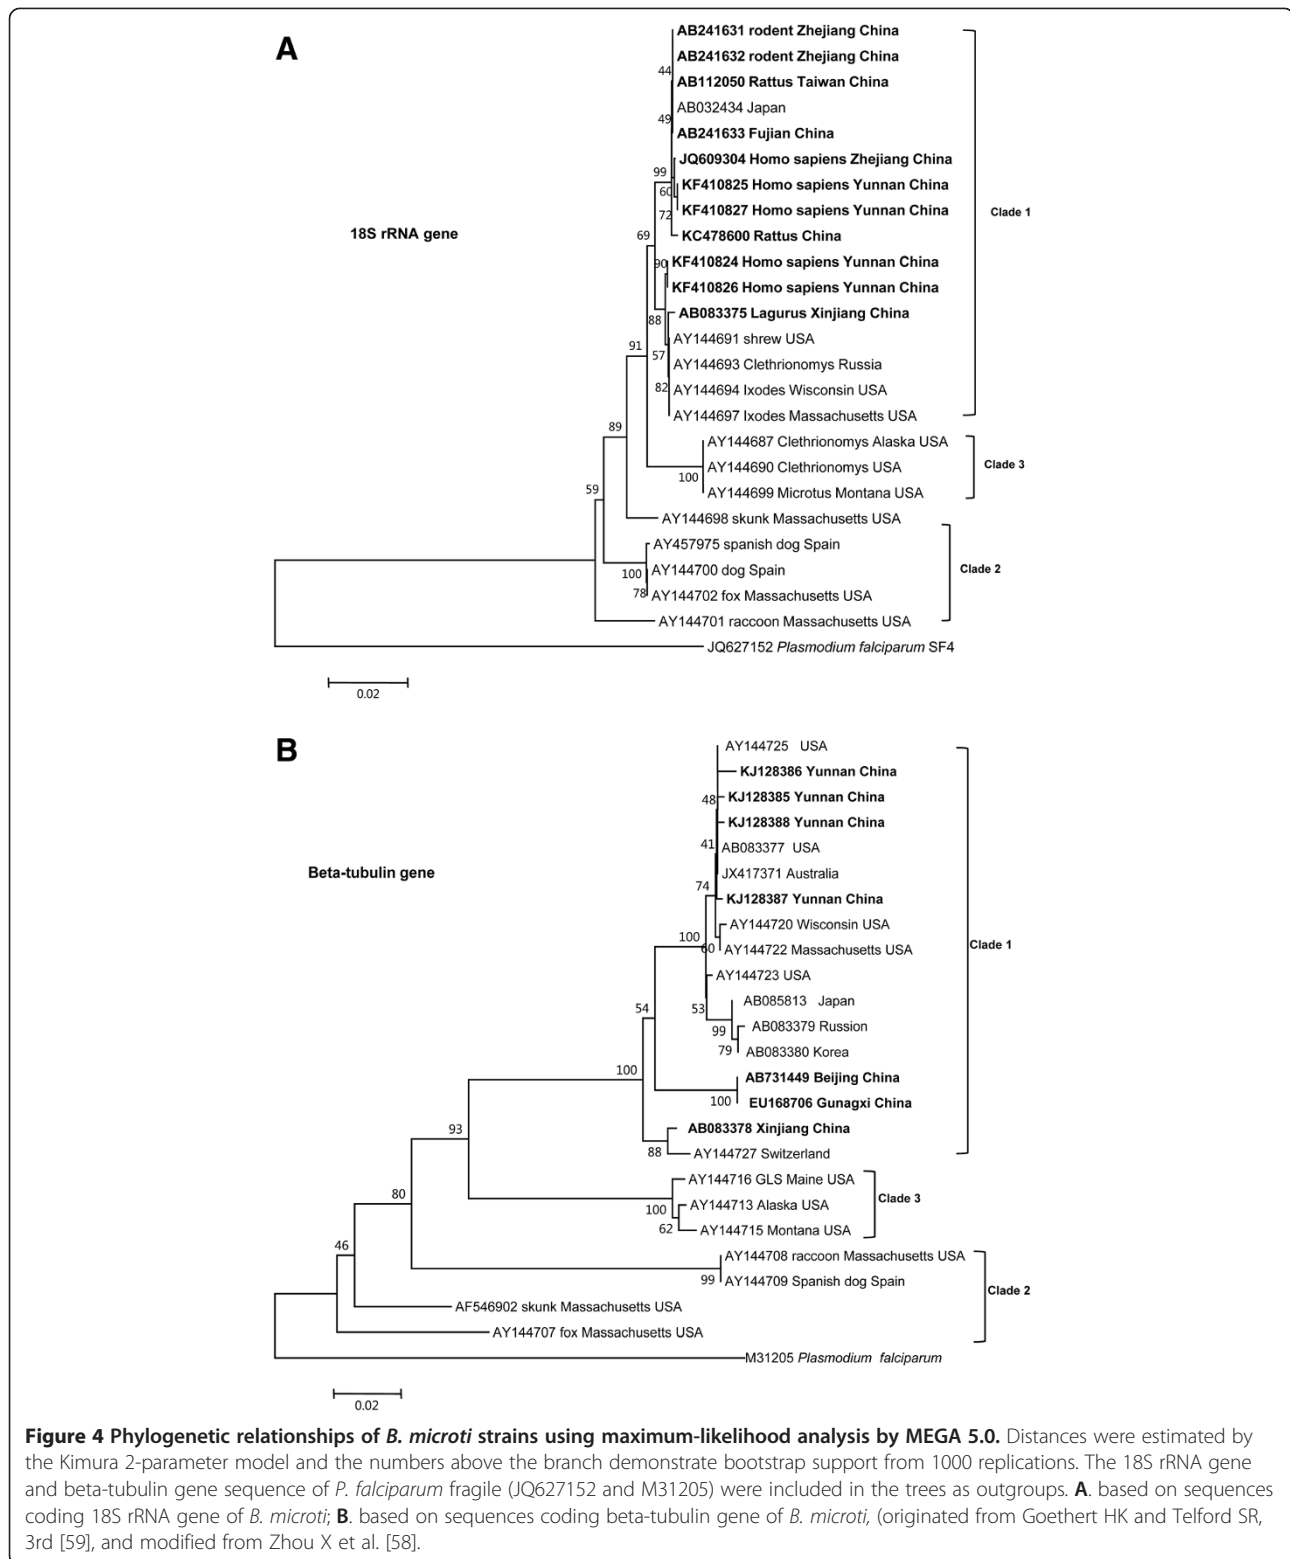 A
AB241631 rodent Zhejiang China
AB241632 rodent Zhejiang China
44
AB112050 Rattus Taiwan China
AB032434 Japan
49
AB241633 Fujian China
JQ609304 Homo sapiens Zhejiang China
99
KF410825 Homo sapiens Yunnan China
60
KF410827 Homo sapiens Yunnan China
72
Clade 1
18S rRNA gene
69
KC478600 Rattus China
90
KF410824 Homo sapiens Yunnan China
KF410826 Homo sapiens Yunnan China
AB083375 Lagurus Xinjiang China
88
AY144691 shrew USA
91
57
AY144693 Clethrionomys Russia
82
AY144694 Ixodes Wisconsin USA
AY144697 Ixodes Massachusetts USA
89
AY144687 Clethrionomys Alaska USA
AY144690 Clethrionomys USA
Clade 3
100
AY144699 Microtus Montana USA
59
AY144698 skunk Massachusetts USA
AY457975 spanish dog Spain
AY144700 dog Spain
Clade 2
100
78
AY144702 fox Massachusetts USA
AY144701 raccoon Massachusetts USA
JQ627152 Plasmodium falciparum SF4
0.02
B
AY144725 USA
KJ128386 Yunnan China
48
KJ128385 Yunnan China
KJ128388 Yunnan China
41
AB083377 USA
Beta-tubulin gene
JX417371 Australia
74
KJ128387 Yunnan China
AY144720 Wisconsin USA
100
60
AY144722 Massachusetts USA
Clade 1
AY144723 USA
54
53
AB085813 Japan
99
AB083379 Russion
79
AB083380 Korea
100
AB731449 Beijing China
100
EU168706 Gunagxi China
93
AB083378 Xinjiang China
88
AY144727 Switzerland
AY144716 GLS Maine USA
80
100
AY144713 Alaska USA
Clade 3
62
AY144715 Montana USA
46
AY144708 raccoon Massachusetts USA
99
AY144709 Spanish dog Spain
Clade 2
AF546902 skunk Massachusetts USA
AY144707 fox Massachusetts USA
M31205 Plasmodium falciparum
0.02
Figure 4 Phylogenetic relationships of B. microti strains using maximum-likelihood analysis by MEGA 5.0. Distances were estimated by
the Kimura 2-parameter model and the numbers above the branch demonstrate bootstrap support from 1000 replications. The 18S rRNA gene
and beta-tubulin gene sequence of P. falciparum fragile (JQ627152 and M31205) were included in the trees as outgroups. A. based on sequences
coding 18S rRNA gene of B. microti; B. based on sequences coding beta-tubulin gene of B. microti, (originated from Goethert HK and Telford SR,
3rd [59], and modified from Zhou X et al. [58].